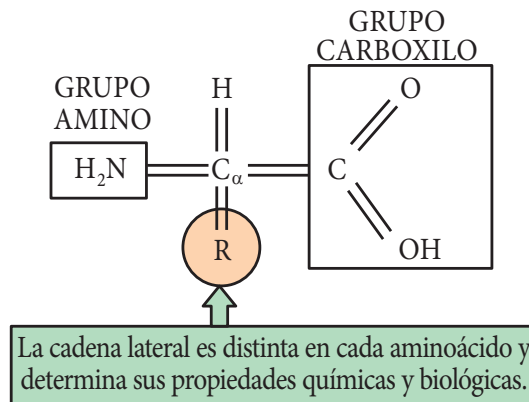 GRUPO
CARBOXILO
GRUPO
AMINO
H
O
H₂N
Cα
C
R
OH
La cadena lateral es distinta en cada aminoácido y
determina sus propiedades químicas y biológicas.